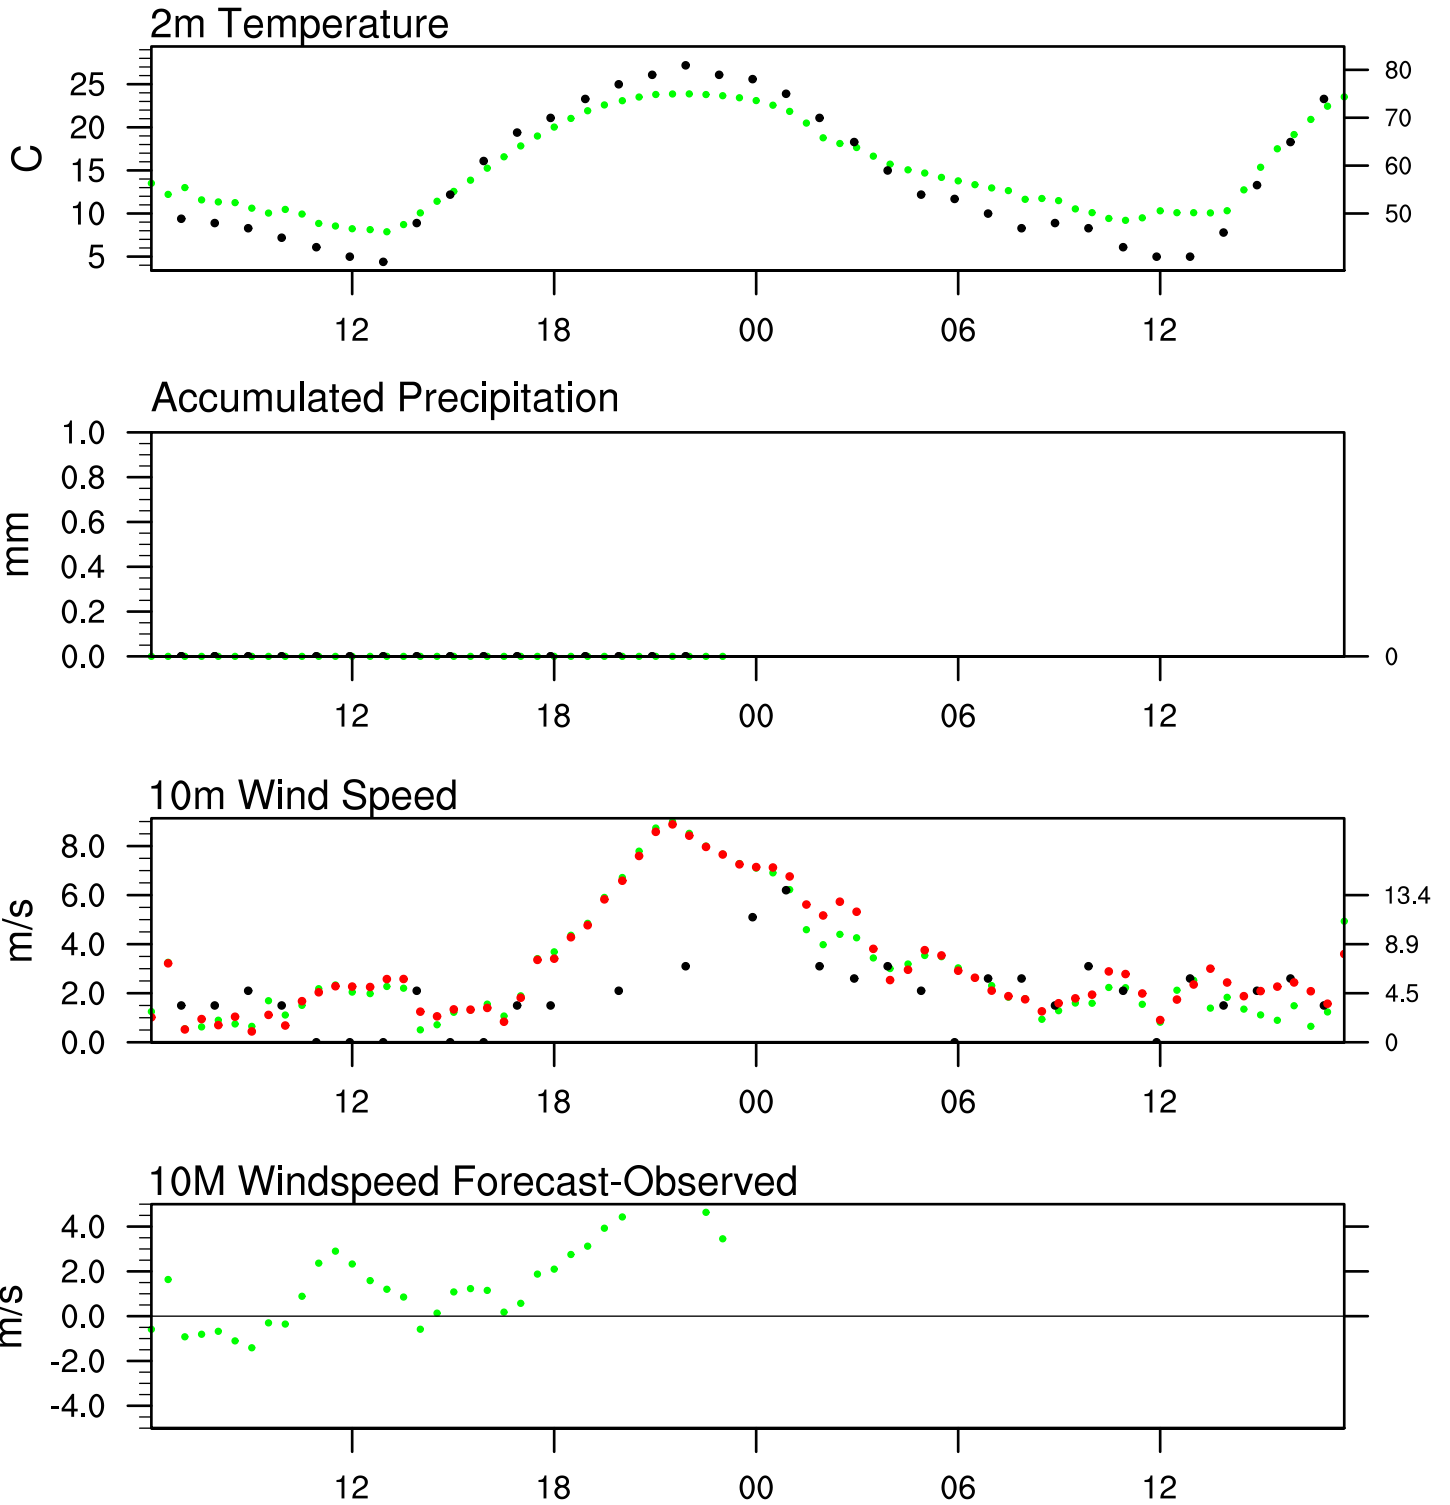 2m Temperature
25
20
15
10
5
C
80
70
60
50
12 18 00 06 12
Accumulated Precipitation
1.0
0.8
0.6
0.4
0.2
0.0
mm
0
12 18 00 06 12
10m Wind Speed
8.0
6.0
4.0
2.0
0.0
m/s
13.4
8.9
4.5
0
12 18 00 06 12
10M Windspeed Forecast-Observed
4.0
2.0
0.0
-2.0
-4.0
m/s
12 18 00 06 12